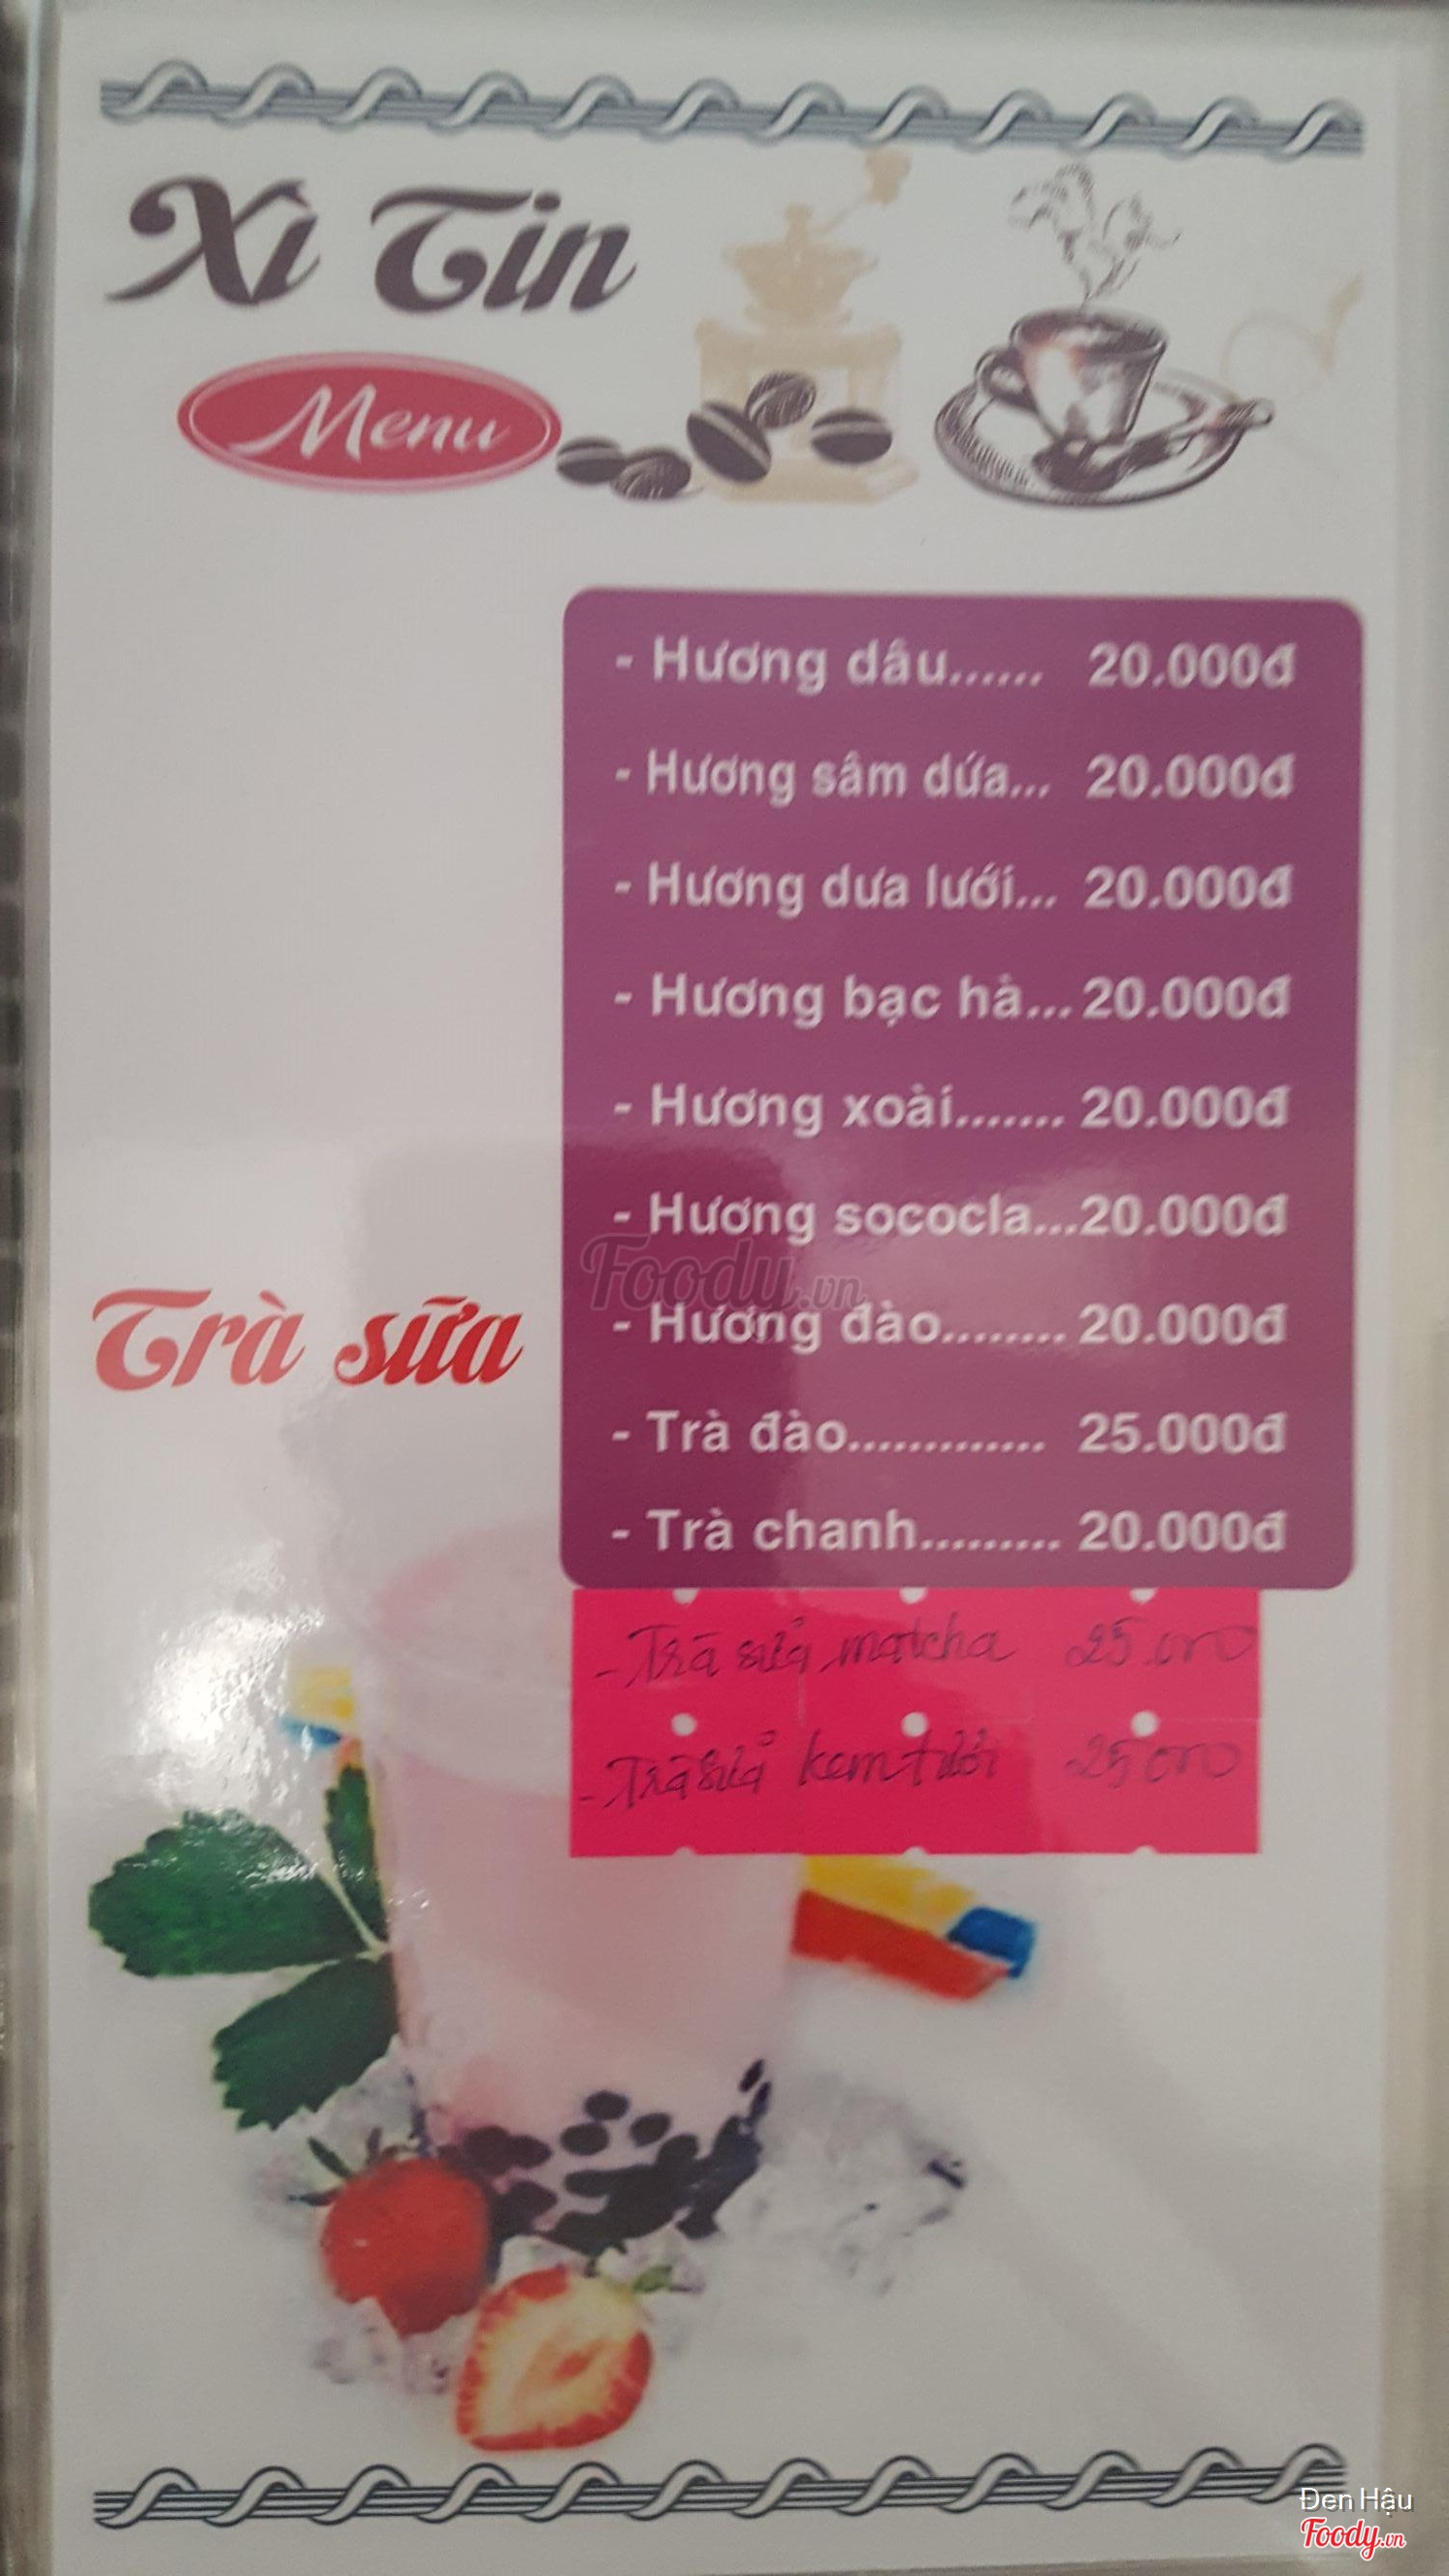 Xì Tin
Menu
- Hương dâu...... 20.000đ
- Hương sâm dứa... 20.000đ
- Hương dưa lưới... 20.000đ
- Hương bạc hà... 20.000đ
- Hương xoài....... 20.000đ
- Hương sococla... 20.000đ
Foody.vn
- Hương đào........ 20.000đ
Trà sữa
- Trà đào............. 25.000đ
- Trà chanh......... 20.000đ
- Trà sữa matcha 25.000
- Trà sữa kem tươi 25 000
Đen Hậu
Foody.vn